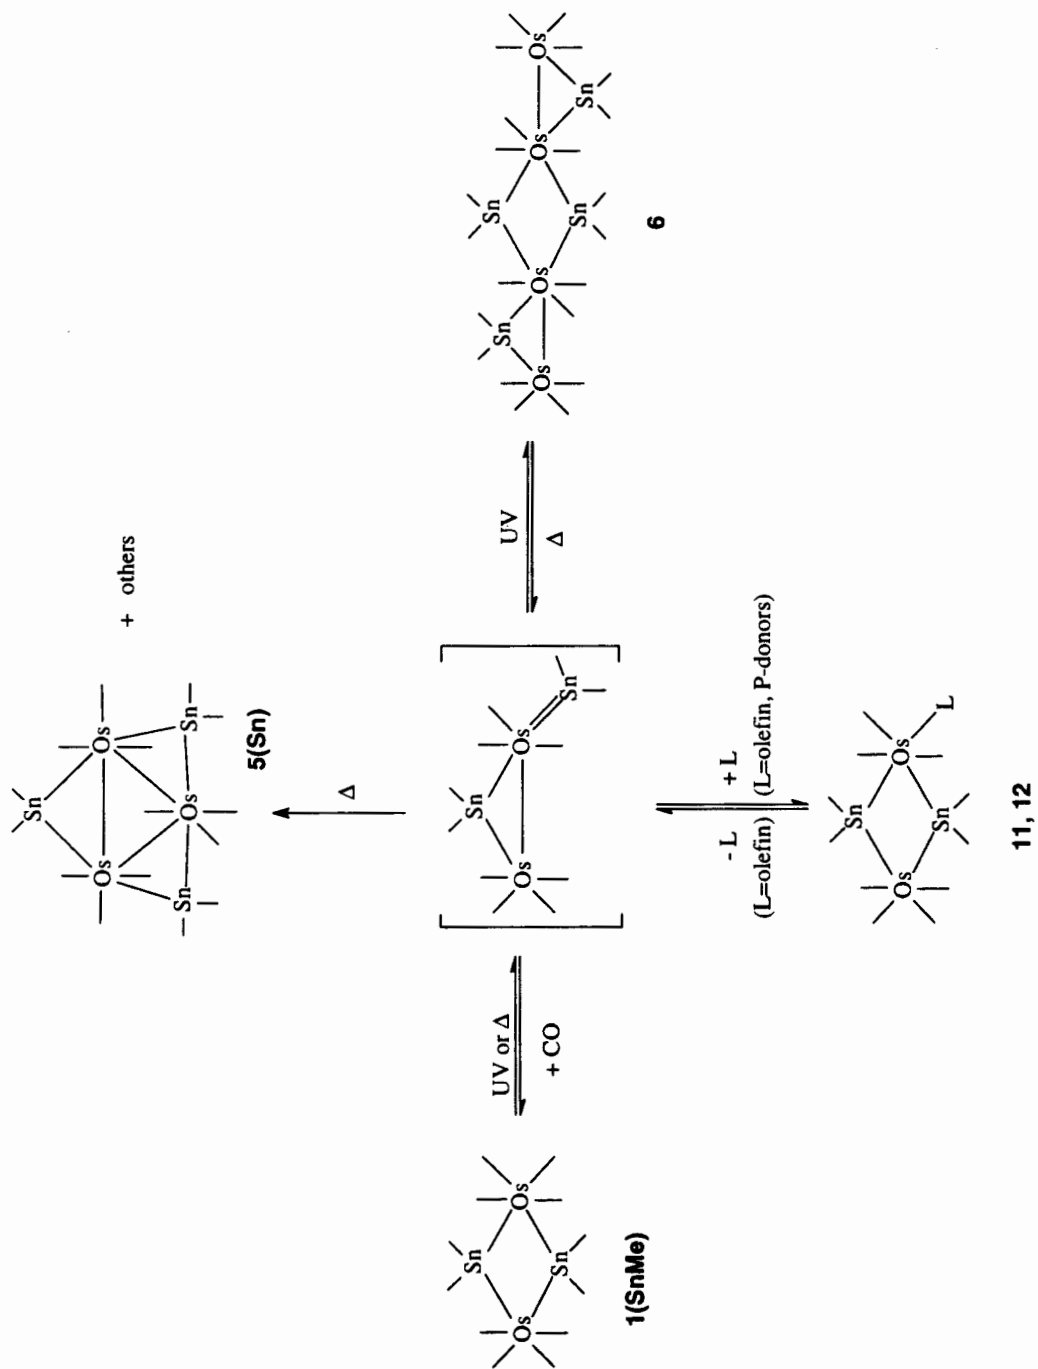 Sn
Os Os
Sn Os Sn
5(Sn)
+ others
Δ
Sn
Os Os
Sn
1(SnMe)
UV or Δ
+ CO
Sn
Os Os
Sn
UV
Δ
Sn Sn
Os Os Os Os
Sn Sn
6
- L
(L=olefin)
+ L
(L=olefin, P-donors)
Sn
Os Os
Sn L
11, 12